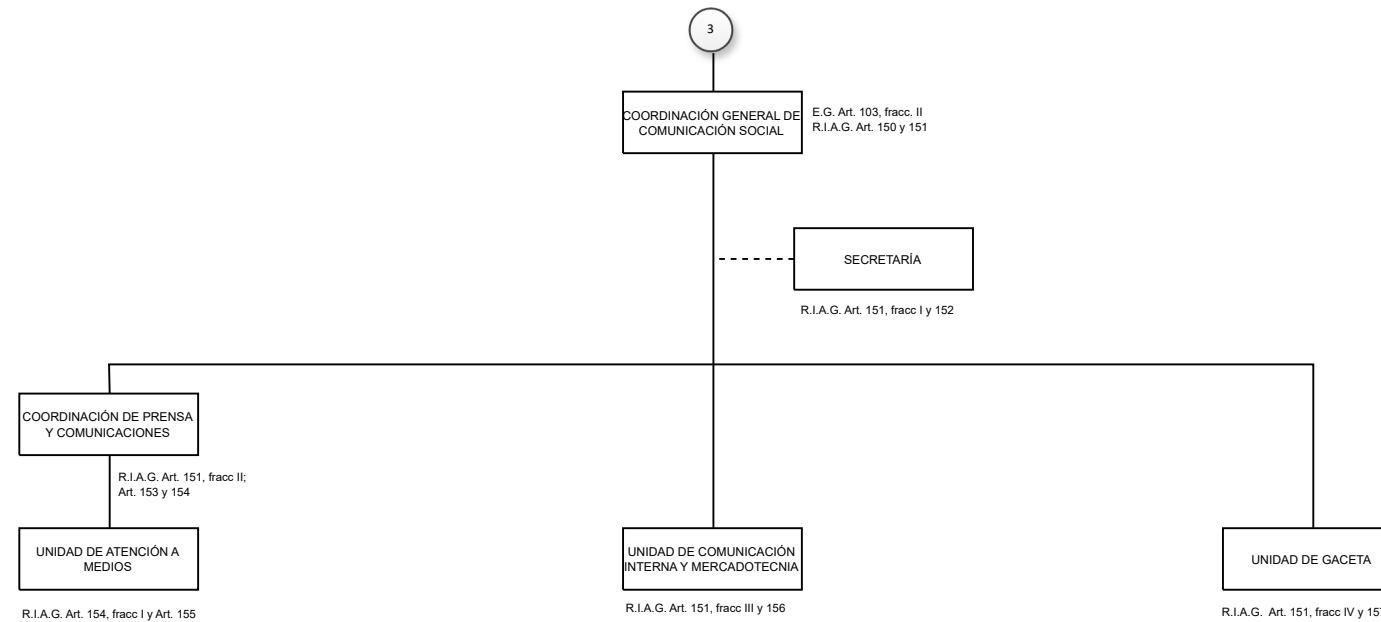 3
COORDINACIÓN GENERAL DE
COMUNICACIÓN SOCIAL
E.G. Art. 103, fracc. II
R.I.A.G. Art. 150 y 151
SECRETARÍA
R.I.A.G. Art. 151, fracc I y 152
COORDINACIÓN DE PRENSA
Y COMUNICACIONES
R.I.A.G. Art. 151, fracc II;
Art. 153 y 154
UNIDAD DE ATENCIÓN A
MEDIOS
R.I.A.G. Art. 154, fracc I y Art. 155
UNIDAD DE COMUNICACIÓN
INTERNA Y MERCADOTECNIA
R.I.A.G. Art. 151, fracc III y 156
UNIDAD DE GACETA
R.I.A.G. Art. 151, fracc IV y 157